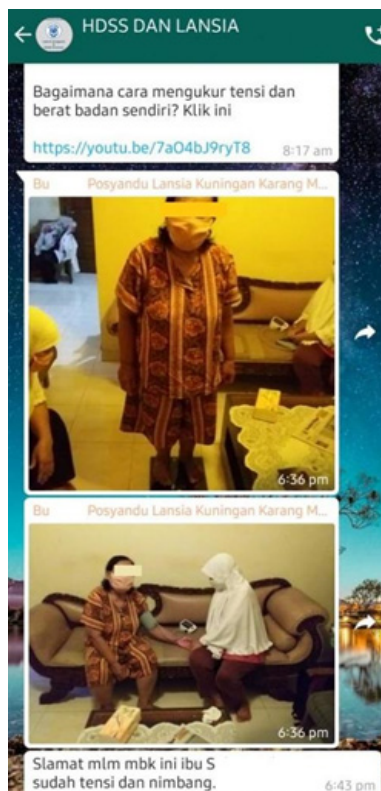 HDSS DAN LANSIA
Bagaimana cara mengukur tensi dan
berat badan sendiri? Klik ini
https://youtu.be/7aO4bJ9ryT8
8:17 am
Bu Posyandu Lansia Kuningan Karang M...
6:36 pm
Bu Posyandu Lansia Kuningan Karang M...
6:36 pm
Slamat mlm mbk ini ibu S
sudah tensi dan nimbang.
6:43 pm